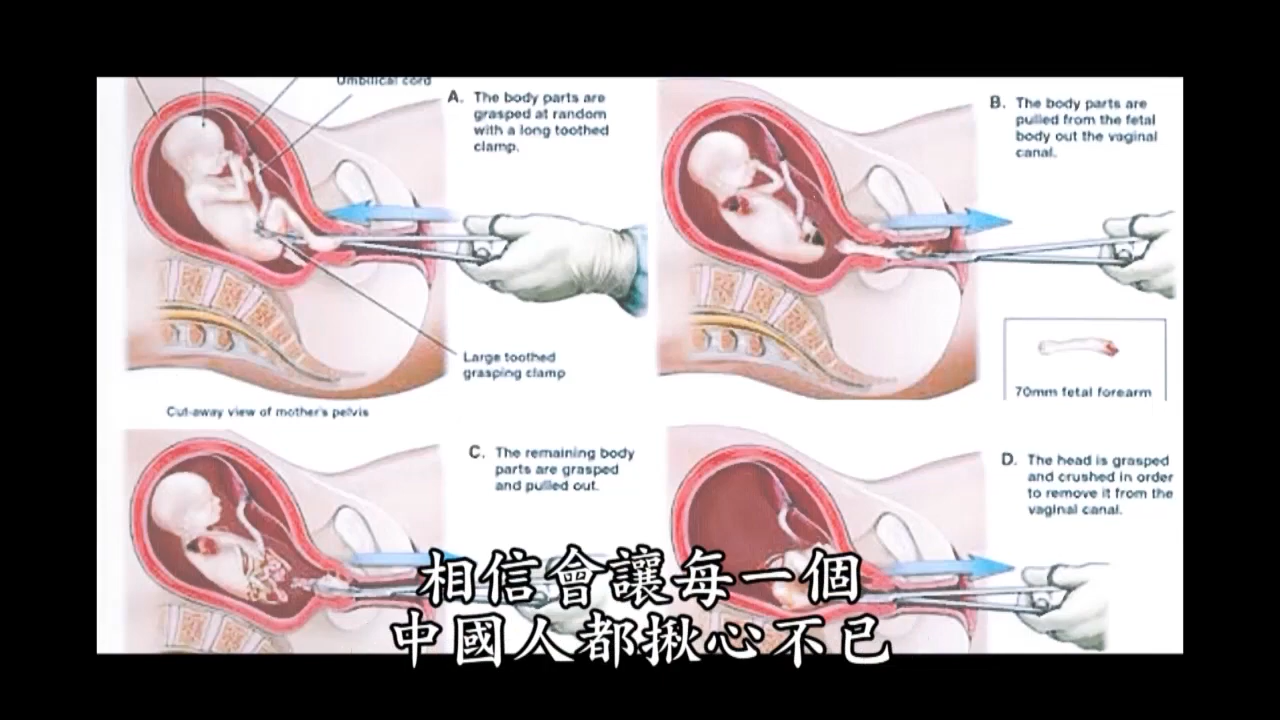 Umbilical cord
A. The body parts are
grasped at random
with a long toothed
clamp.
B. The body parts are
pulled from the fetal
body out the vaginal
canal.
Large toothed
grasping clamp
70mm fetal forearm
Cut-away view of mother's pelvis
C. The remaining body
parts are grasped
and pulled out.
D. The head is grasped
and crushed in order
to remove it from the
vaginal canal.
相信會讓每一個
中國人都揪心不已